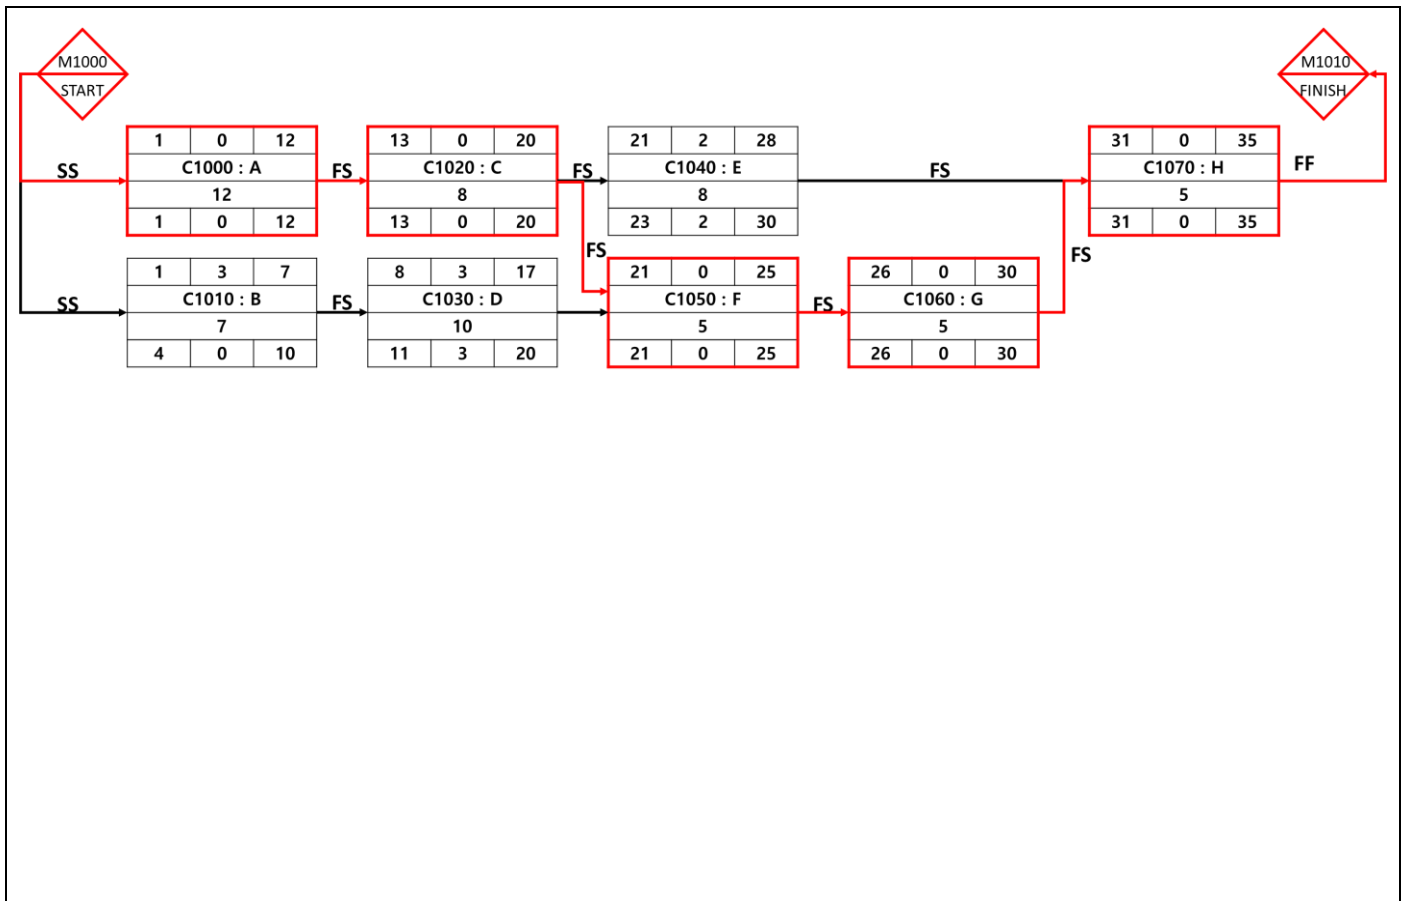 M1000
START
M1010
FINISH
1 0 12
C1000 : A
12
1 0 12
13 0 20
C1020 : C
8
13 0 20
21 2 28
C1040 : E
8
23 2 30
31 0 35
C1070 : H
5
31 0 35
SS
FS
FS
FS
FF
FS
FS
1 3 7
C1010 : B
7
4 0 10
8 3 17
C1030 : D
10
11 3 20
21 0 25
C1050 : F
5
21 0 25
26 0 30
C1060 : G
5
26 0 30
SS
FS
FS